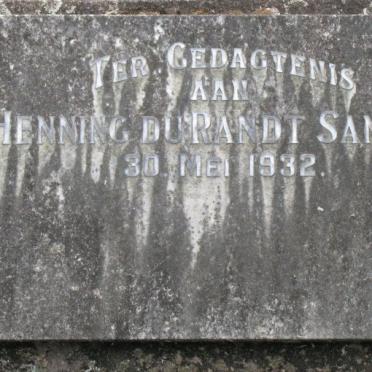 TER GEDAGTENIS
AAN
HENNING DU RANDT SAN
30. MEI 1932.